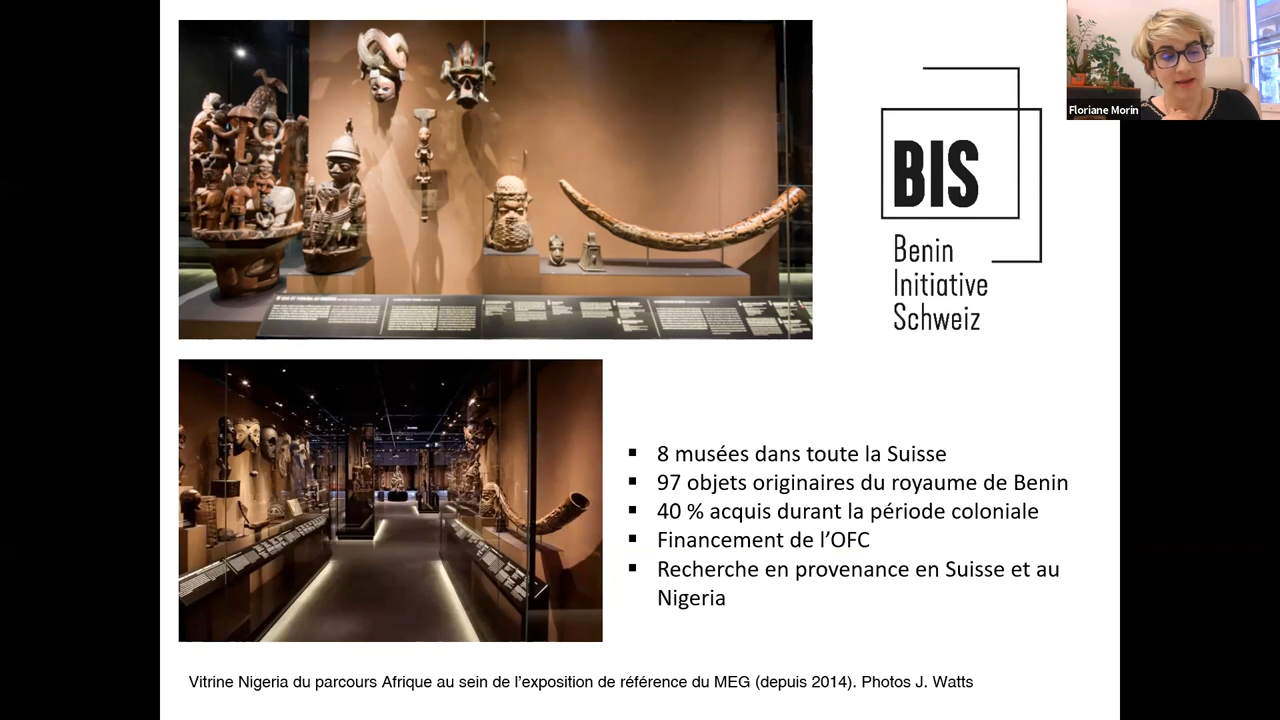 Floriane Morin
BIS
Benin
Initiative
Schweiz
8 musées dans toute la Suisse
97 objets originaires du royaume de Benin
40 % acquis durant la période coloniale
Financement de l’OFC
Recherche en provenance en Suisse et au
Nigeria
Vitrine Nigeria du parcours Afrique au sein de l’exposition de référence du MEG (depuis 2014). Photos J. Watts